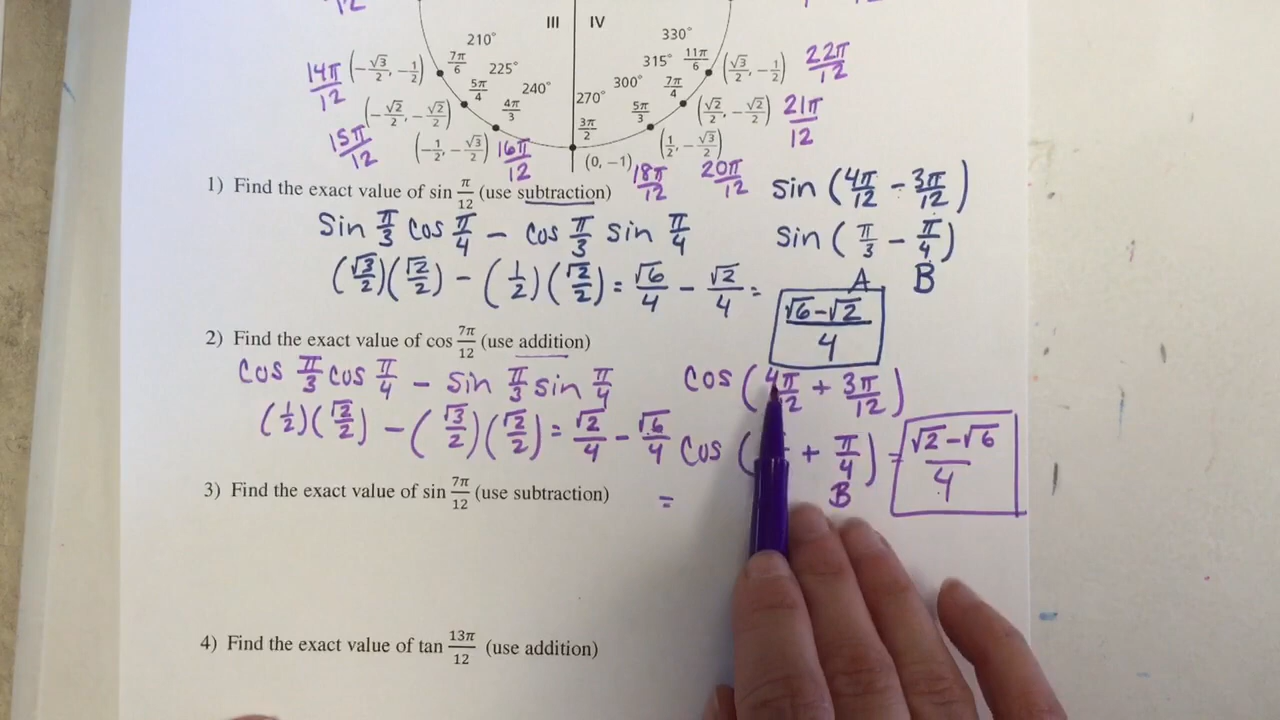 12
III IV
210° 330°
14π/12 (-√3/2, -1/2) 7π/6 225° 315° 11π/6 (√3/2, -1/2) 22π/12
(-√2/2, -√2/2) 5π/4 240° 270° 300° 7π/4 (√2/2, -√2/2) 21π/12
15π/12 (-1/2, -√3/2) 4π/3 3π/2 5π/3 (1/2, -√3/2)
16π/12 (0, -1) 18π/12 20π/12
1) Find the exact value of sin π/12 (use subtraction) sin (4π/12 - 3π/12)
Sin π/3 cos π/4 - cos π/3 sin π/4 sin (π/3 - π/4)
A B
(√3/2)(√2/2) - (1/2)(√2/2) = √6/4 - √2/4 = (√6-√2)/4
2) Find the exact value of cos 7π/12 (use addition)
cos π/3 cos π/4 - sin π/3 sin π/4 cos (4π/12 + 3π/12)
(1/2)(√2/2) - (√3/2)(√2/2) = √2/4 - √6/4 cos ( + π/4) = (√2-√6)/4
B
3) Find the exact value of sin 7π/12 (use subtraction) =
4) Find the exact value of tan 13π/12 (use addition)